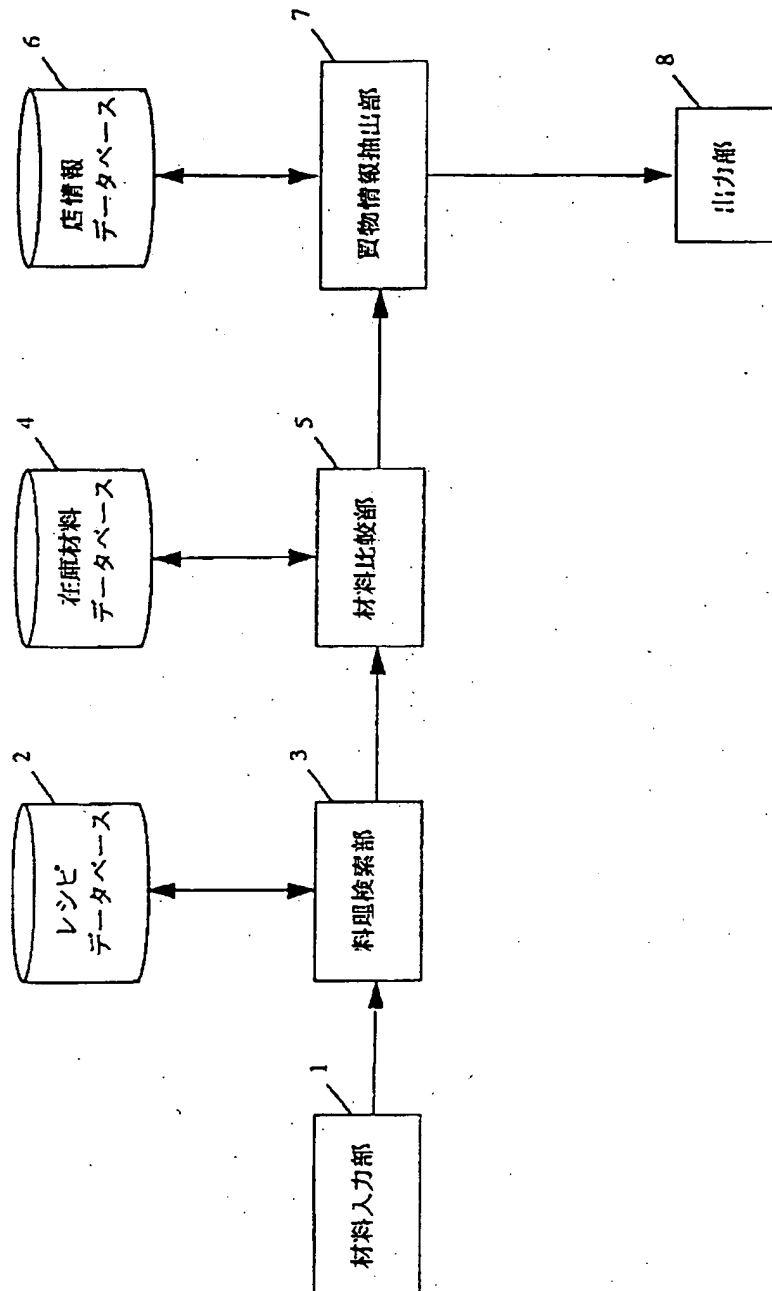 1
材料入力部
2
レシピ
データベース
3
料理検索部
4
在庫材料
データベース
5
材料比較部
6
店情報
データベース
7
買物情報抽出部
8
出力部